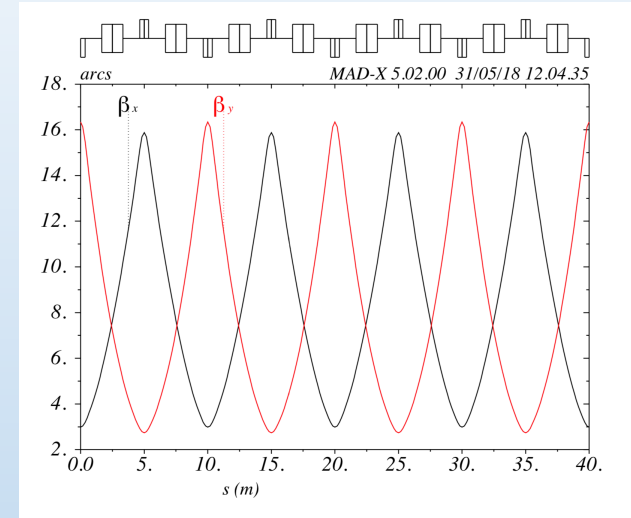 arcs MAD-X 5.02.00 31/05/18 12.04.35
18.
βx βy
16.
14.
12.
10.
8.
6.
4.
2.
0.0 5. 10. 15. 20. 25. 30. 35. 40.
s (m)